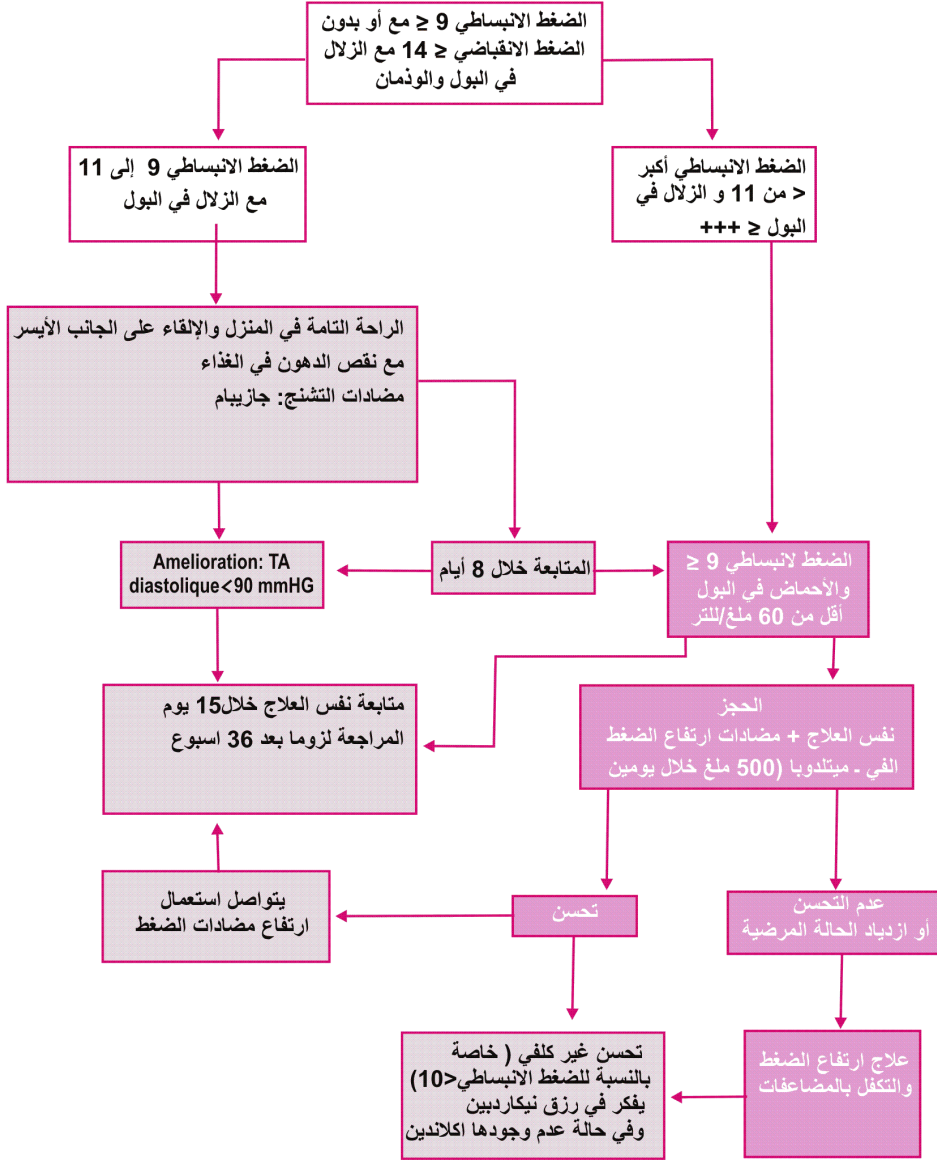 الضغط الانبساطي 9 ≤ مع أو بدون
الضغط الانقباضي ≤ 14 مع الزلال
في البول والوذمان
الضغط الانبساطي 9 إلى 11
مع الزلال في البول
الضغط الانبساطي أكبر
< من 11 و الزلال في
البول ≤ +++
الراحة التامة في المنزل والإلقاء على الجانب الأيسر
مع نقص الدهون في الغذاء
مضادات التشنج: جازيبام
Amelioration: TA
diastolique<90 mmHG
المتابعة خلال 8 أيام
الضغط لانبساطي 9 ≤
والأحماض في البول
أقل من 60 ملغ/للتر
متابعة نفس العلاج خلال15 يوم
المراجعة لزوما بعد 36 اسبوع
الحجز
نفس العلاج + مضادات ارتفاع الضغط
الفي ـ ميتلدوبا (500 ملغ خلال يومين
يتواصل استعمال
ارتفاع مضادات الضغط
تحسن
عدم التحسن
أو ازدياد الحالة المرضية
تحسن غير كلفي ( خاصة
بالنسبة للضغط الانبساطي<10)
يفكر في رزق نيكاردبين
وفي حالة عدم وجودها اكلاندين
علاج ارتفاع الضغط
والتكفل بالمضاعفات